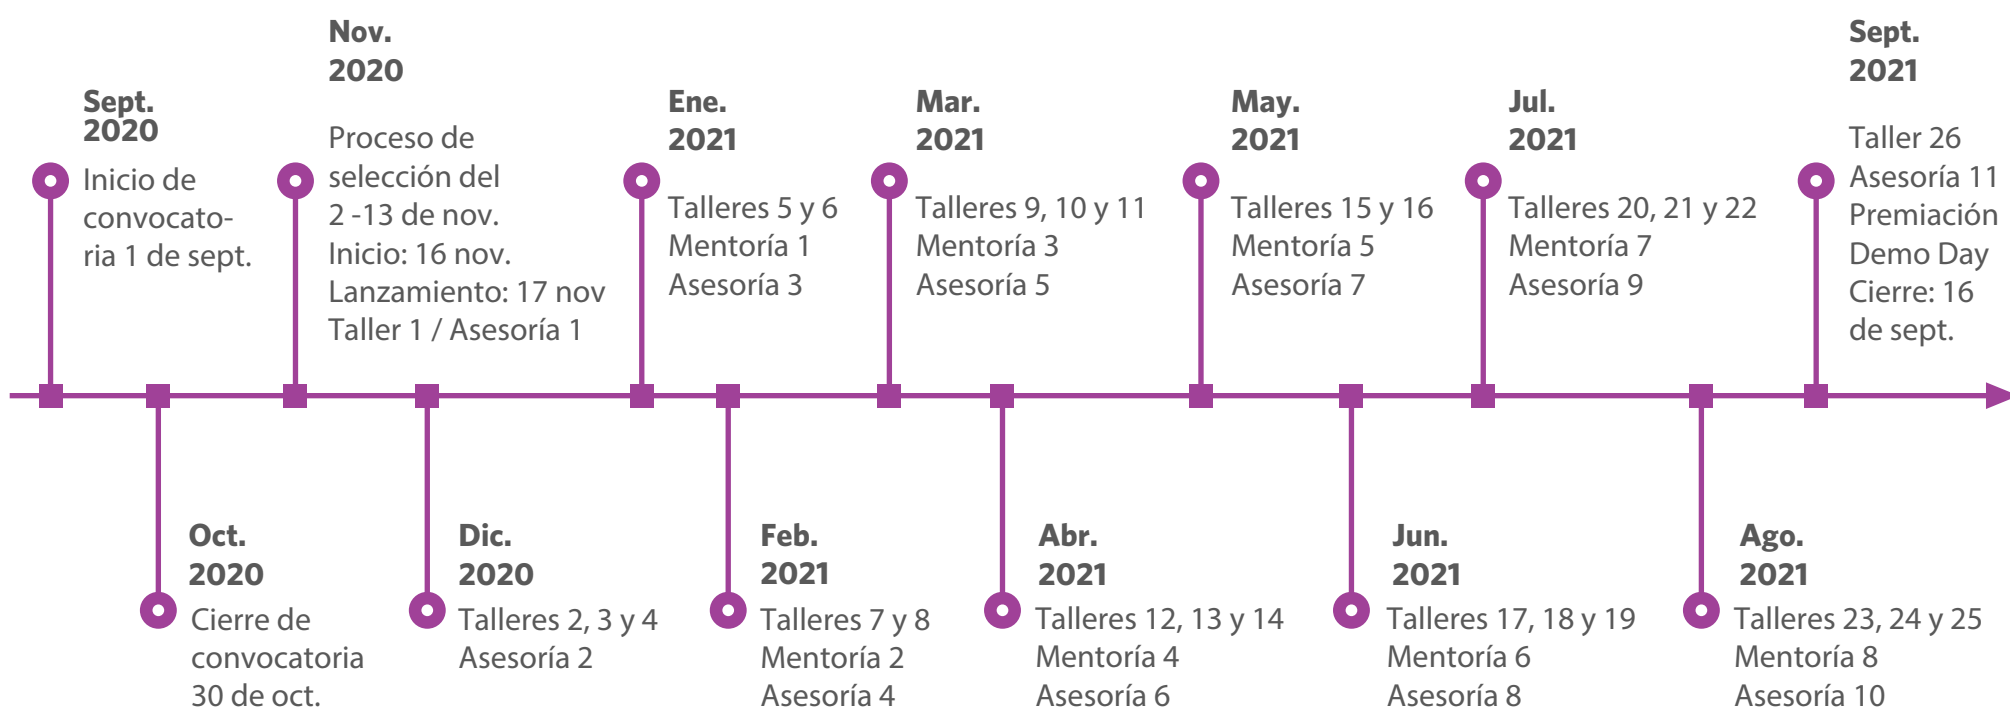 Sept.
2020
Inicio de
convocato-
ria 1 de sept.
Oct.
2020
Cierre de
convocatoria
30 de oct.
Nov.
2020
Proceso de
selección del
2 -13 de nov.
Inicio: 16 nov.
Lanzamiento: 17 nov
Taller 1 / Asesoría 1
Dic.
2020
Talleres 2, 3 y 4
Asesoría 2
Ene.
2021
Talleres 5 y 6
Mentoría 1
Asesoría 3
Feb.
2021
Talleres 7 y 8
Mentoría 2
Asesoría 4
Mar.
2021
Talleres 9, 10 y 11
Mentoría 3
Asesoría 5
Abr.
2021
Talleres 12, 13 y 14
Mentoría 4
Asesoría 6
May.
2021
Talleres 15 y 16
Mentoría 5
Asesoría 7
Jun.
2021
Talleres 17, 18 y 19
Mentoría 6
Asesoría 8
Jul.
2021
Talleres 20, 21 y 22
Mentoría 7
Asesoría 9
Ago.
2021
Talleres 23, 24 y 25
Mentoría 8
Asesoría 10
Sept.
2021
Taller 26
Asesoría 11
Premiación
Demo Day
Cierre: 16
de sept.